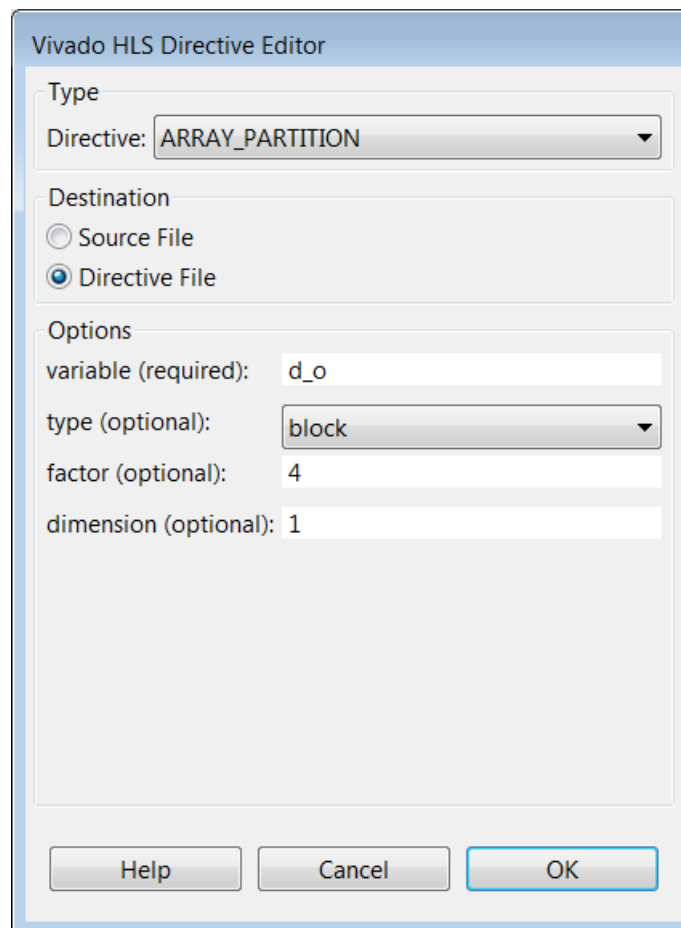 Vivado HLS Directive Editor
Type
Directive: ARRAY_PARTITION
Destination
Source File
Directive File
Options
variable (required): d_o
type (optional): block
factor (optional): 4
dimension (optional): 1
Help Cancel OK